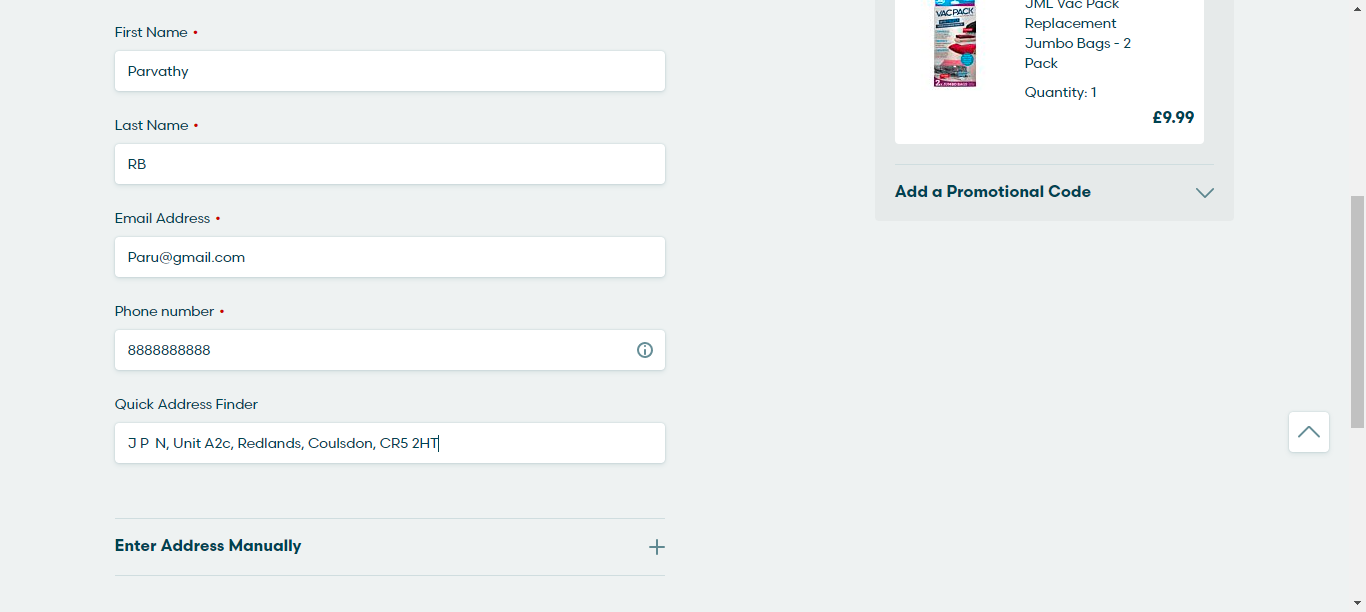 First Name •
Parvathy
Last Name •
RB
Email Address •
Paru@gmail.com
Phone number •
8888888888
Quick Address Finder
J P  N, Unit A2c, Redlands, Coulsdon, CR5 2HT
Enter Address Manually
VACPACK
JML Vac Pack
Replacement
Jumbo Bags - 2
Pack
Quantity: 1
£9.99
Add a Promotional Code